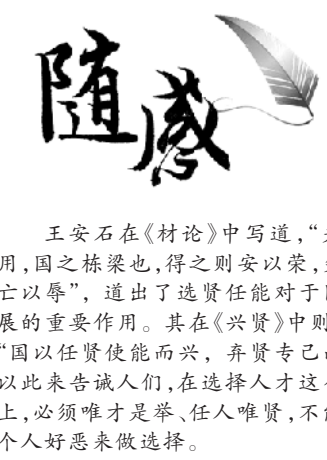 随感
王安石在《材论》中写道，“
用，国之栋梁也，得之则安以荣，
亡以辱”，道出了选贤任能对于
展的重要作用。其在《兴贤》中则
“国以任贤使能而兴，弃贤专己
以此来告诫人们，在选择人才这
上，必须唯才是举、任人唯贤，不
个人好恶来做选择。